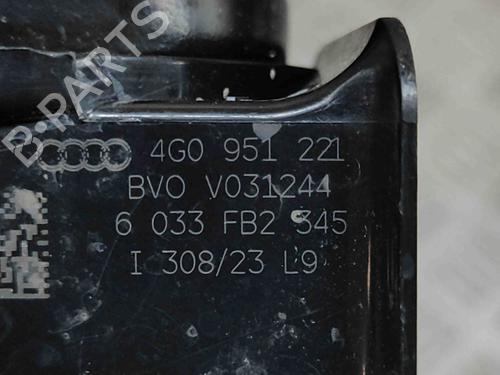 B-PARTS
4G0 951 221
BVO V031244
6 033 FB2 345
I 308/23 L9